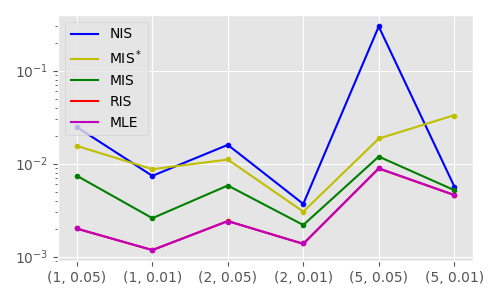 NIS
MIS*
MIS
RIS
MLE
10⁻¹
10⁻²
10⁻³
(1, 0.05) (1, 0.01) (2, 0.05) (2, 0.01) (5, 0.05) (5, 0.01)